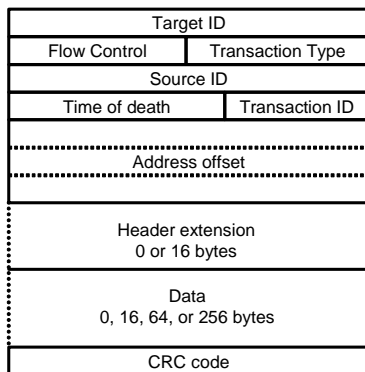 Target ID
Flow Control Transaction Type
Source ID
Time of death Transaction ID
Address offset
Header extension
0 or 16 bytes
Data
0, 16, 64, or 256 bytes
CRC code